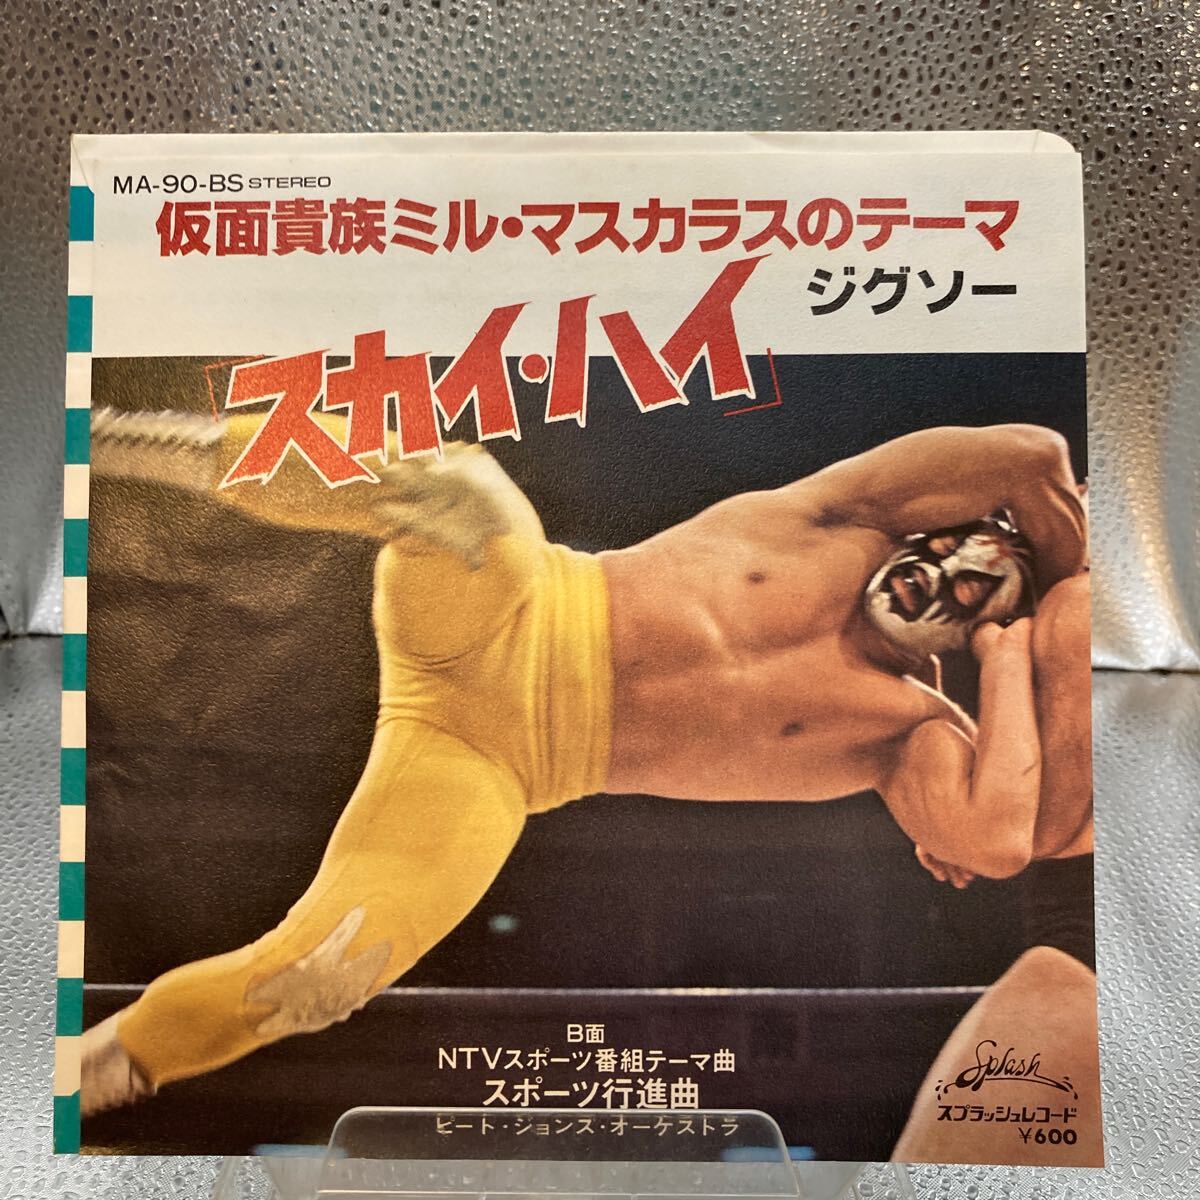 MA-90-BS STEREO
仮面貴族ミル・マスカラスのテーマ
ジグソー
「スカイ・ハイ」
B面
NTVスポーツ番組テーマ曲
スポーツ行進曲
ピート・ジョンス・オーケストラ
Splash
スプラッシュレコード
¥600